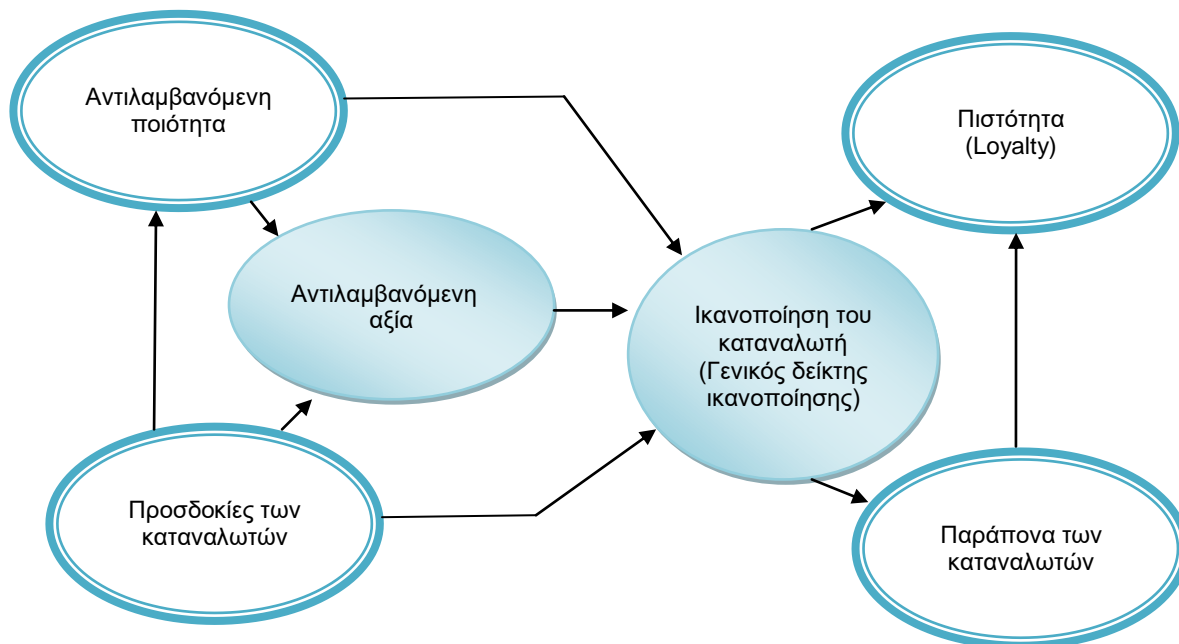 Αντιλαμβανόμενη
ποιότητα
Πιστότητα
(Loyalty)
Αντιλαμβανόμενη
αξία
Ικανοποίηση του
καταναλωτή
(Γενικός δείκτης
ικανοποίησης)
Προσδοκίες των
καταναλωτών
Παράπονα των
καταναλωτών